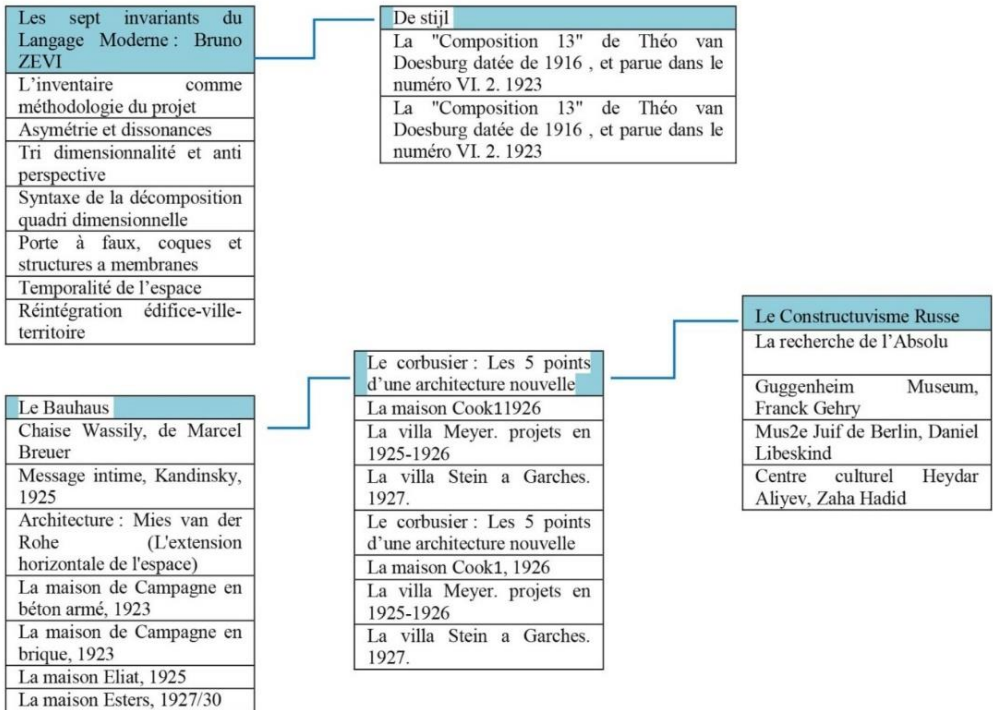 Les sept invariants du
Langage Moderne : Bruno
ZEVI
L'inventaire comme
méthodologie du projet
Asymétrie et dissonances
Tri dimensionnalité et anti
perspective
Syntaxe de la décomposition
quadri dimensionnelle
Porte à faux, coques et
structures a membranes
Temporalité de l'espace
Réintégration édifice-ville-
territoire
De stijl
La "Composition 13" de Théo van
Doesburg datée de 1916 , et parue dans le
numéro VI. 2. 1923
La "Composition 13" de Théo van
Doesburg datée de 1916 , et parue dans le
numéro VI. 2. 1923
Le Bauhaus
Chaise Wassily, de Marcel
Breuer
Message intime, Kandinsky,
1925
Architecture : Mies van der
Rohe (L'extension
horizontale de l'espace)
La maison de Campagne en
béton armé, 1923
La maison de Campagne en
brique, 1923
La maison Eliat, 1925
La maison Esters, 1927/30
Le corbusier : Les 5 points
d'une architecture nouvelle
La maison Cook11926
La villa Meyer. projets en
1925-1926
La villa Stein a Garches.
1927.
Le corbusier : Les 5 points
d'une architecture nouvelle
La maison Cook1, 1926
La villa Meyer. projets en
1925-1926
La villa Stein a Garches.
1927.
Le Constructuvisme Russe
La recherche de l'Absolu
Guggenheim Museum,
Franck Gehry
Mus2e Juif de Berlin, Daniel
Libeskind
Centre culturel Heydar
Aliyev, Zaha Hadid